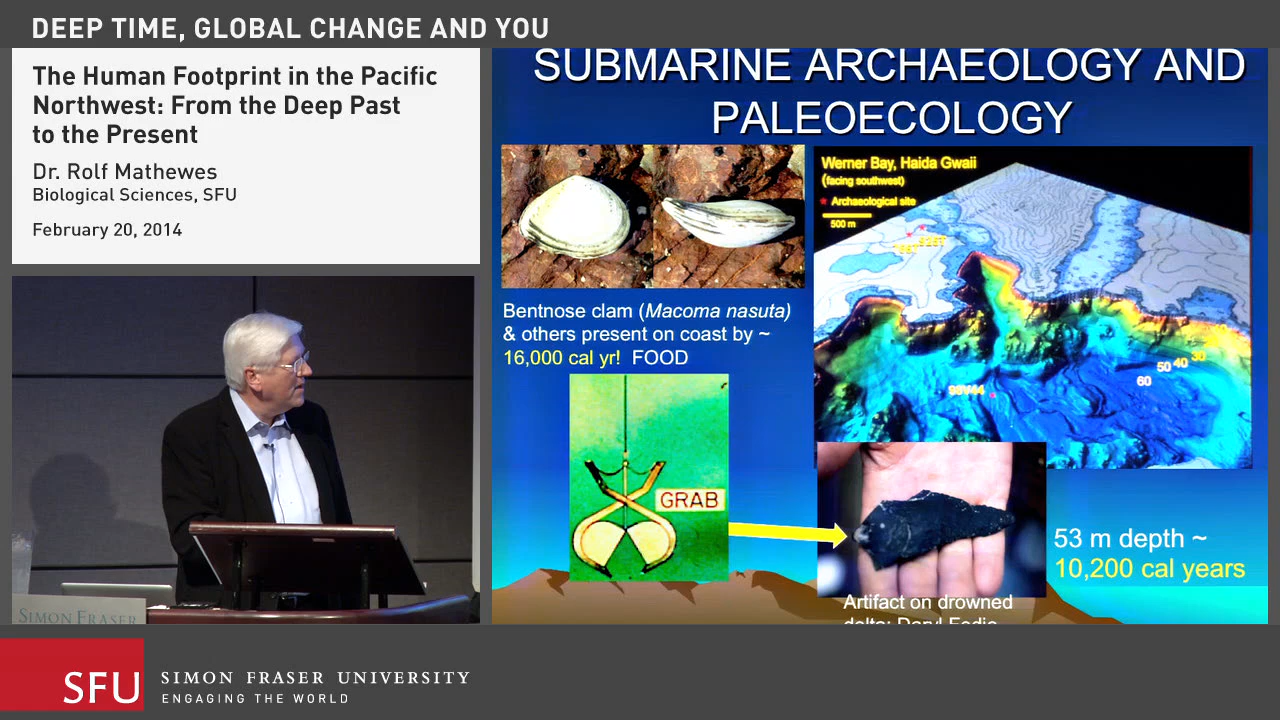 DEEP TIME, GLOBAL CHANGE AND YOU
The Human Footprint in the Pacific
Northwest: From the Deep Past
to the Present
Dr. Rolf Mathewes
Biological Sciences, SFU
February 20, 2014
SUBMARINE ARCHAEOLOGY AND
PALEOECOLOGY
Werner Bay, Haida Gwaii
(facing southwest)
* Archaeological site
500 m
50 40 30
60
Bentnose clam (Macoma nasuta)
& others present on coast by ~
16,000 cal yr! FOOD
GRAB
53 m depth ~
10,200 cal years
Artifact on drowned
SIMON FRASER
SFU
SIMON FRASER UNIVERSITY
ENGAGING THE WORLD